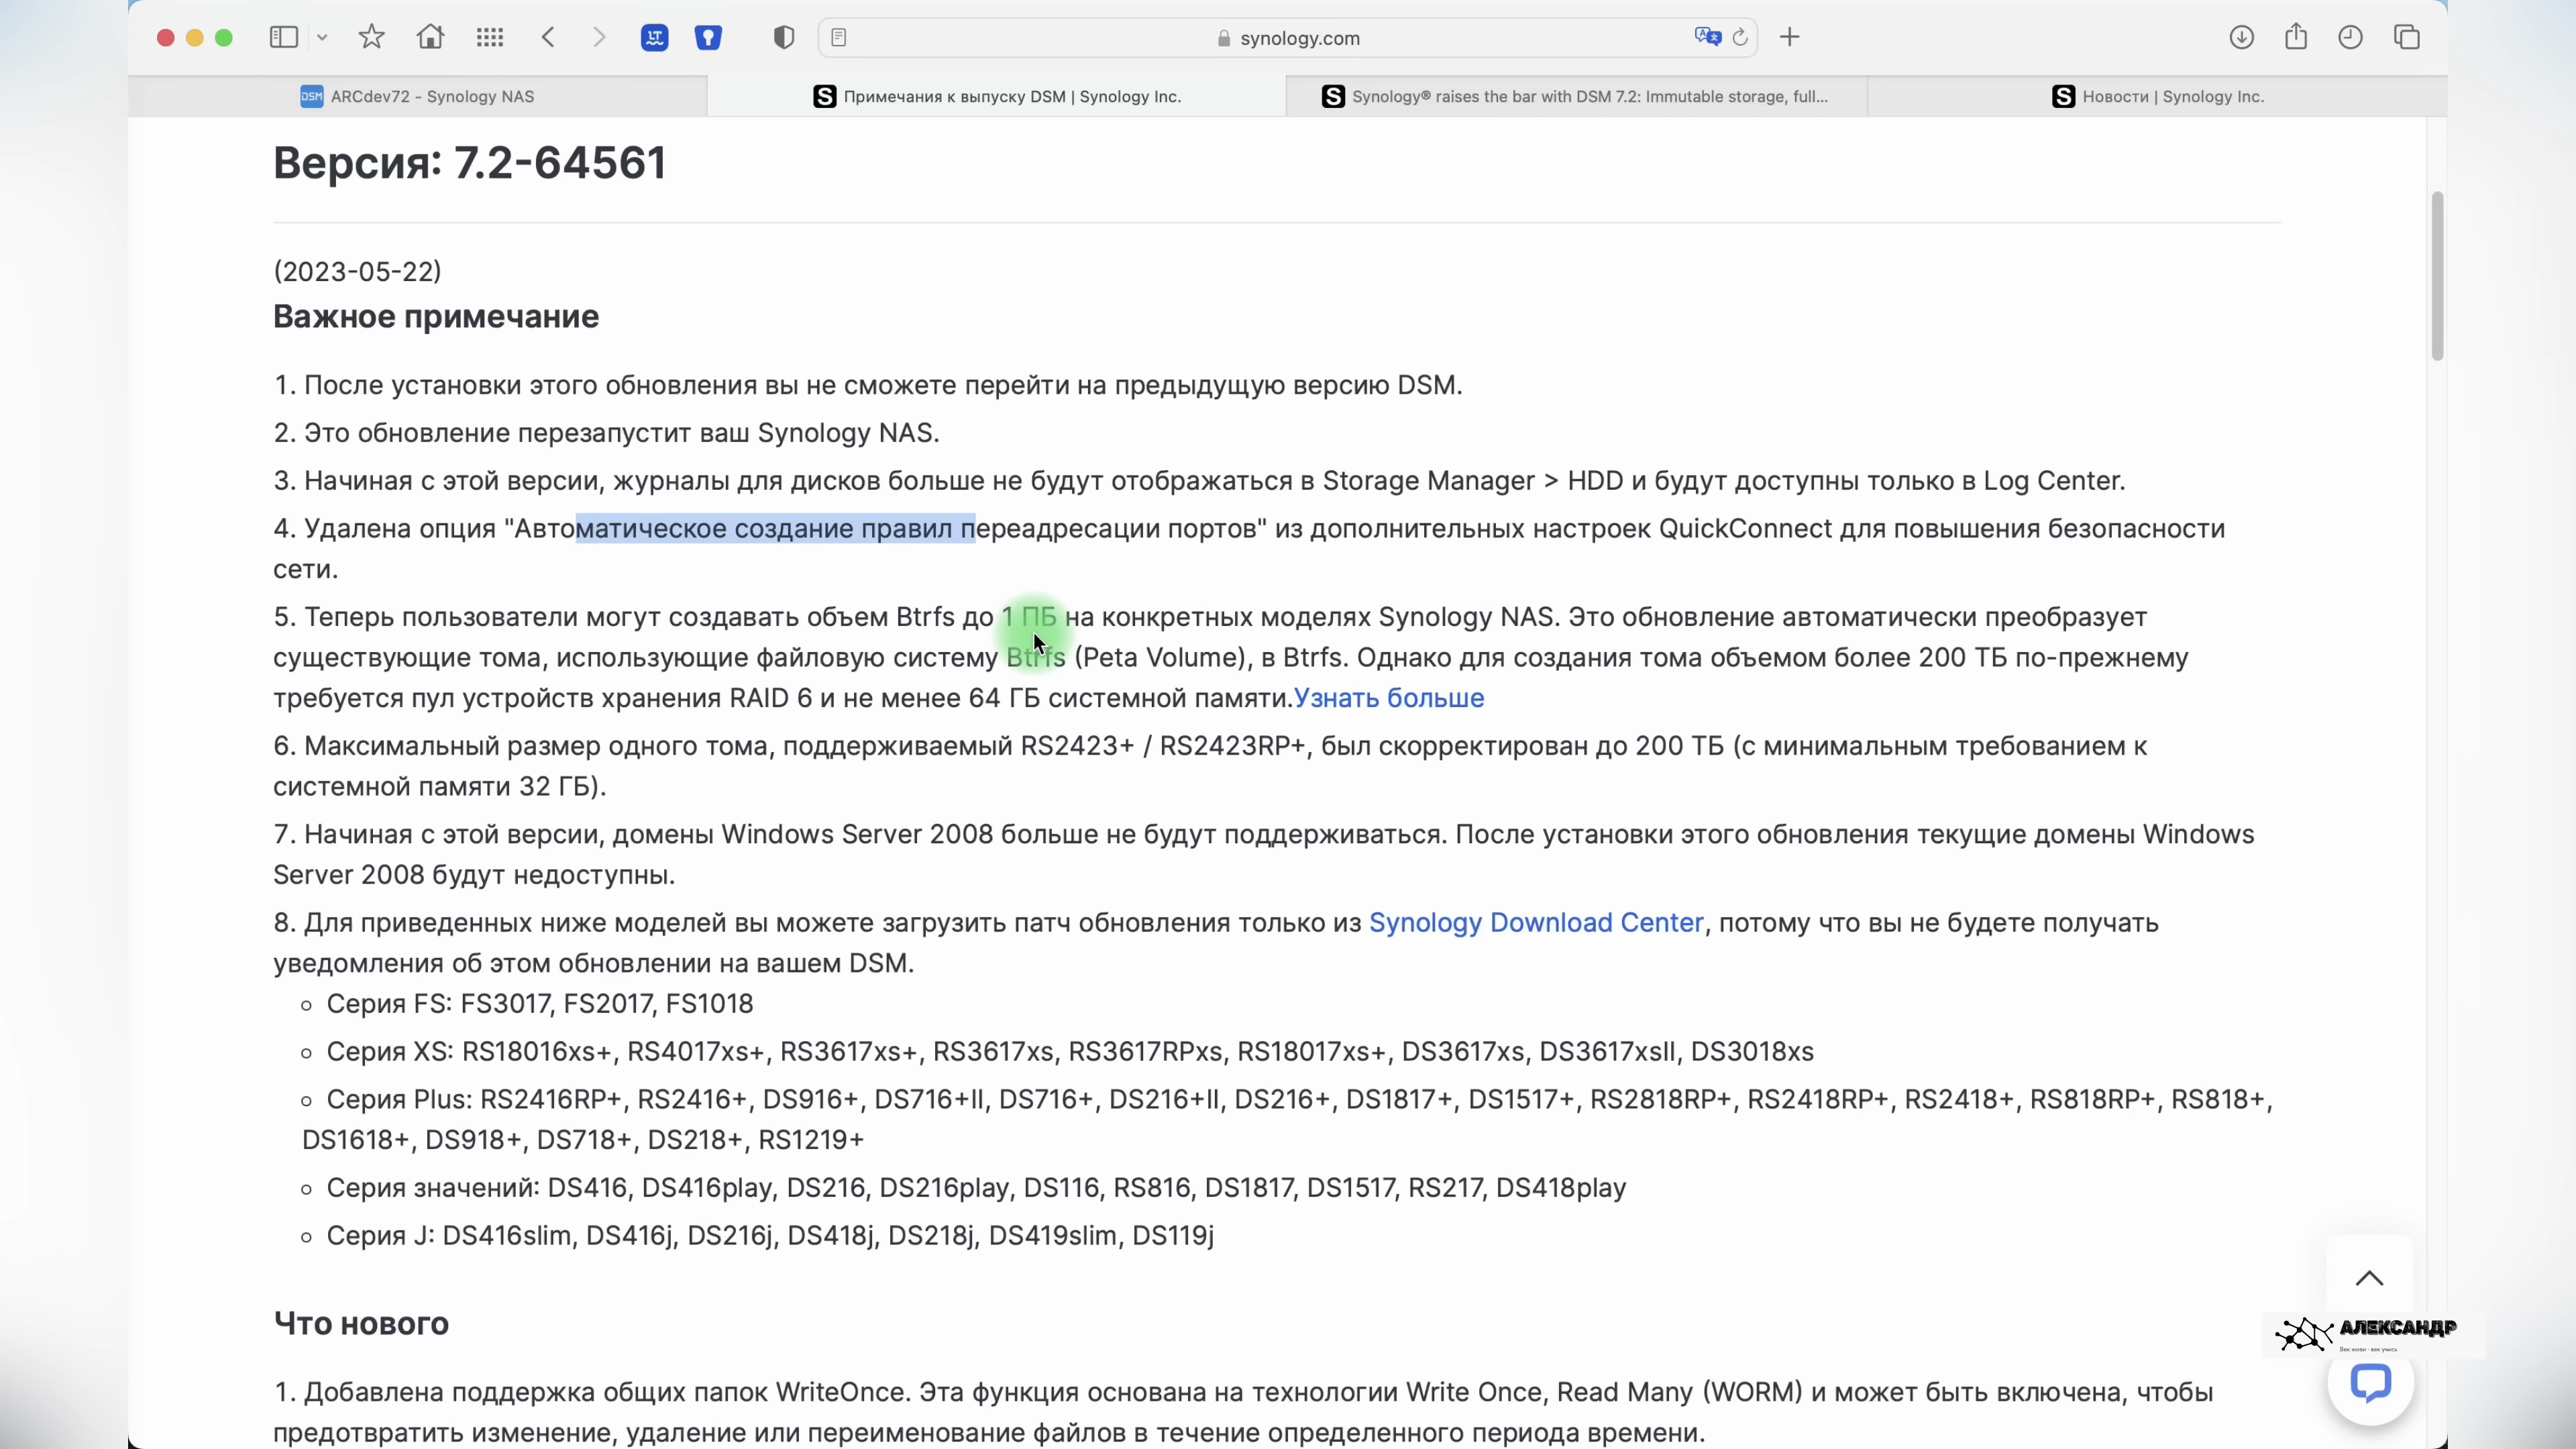 synology.com
DSM ARCdev72 - Synology NAS
S Примечания к выпуску DSM | Synology Inc.
S Synology® raises the bar with DSM 7.2: Immutable storage, full...
S Новости | Synology Inc.
Версия: 7.2-64561
(2023-05-22)
Важное примечание
1. После установки этого обновления вы не сможете перейти на предыдущую версию DSM.
2. Это обновление перезапустит ваш Synology NAS.
3. Начиная с этой версии, журналы для дисков больше не будут отображаться в Storage Manager > HDD и будут доступны только в Log Center.
4. Удалена опция "Автоматическое создание правил переадресации портов" из дополнительных настроек QuickConnect для повышения безопасности
сети.
5. Теперь пользователи могут создавать объем Btrfs до 1 ПБ на конкретных моделях Synology NAS. Это обновление автоматически преобразует
существующие тома, использующие файловую систему Btrfs (Peta Volume), в Btrfs. Однако для создания тома объемом более 200 ТБ по-прежнему
требуется пул устройств хранения RAID 6 и не менее 64 ГБ системной памяти.Узнать больше
6. Максимальный размер одного тома, поддерживаемый RS2423+ / RS2423RP+, был скорректирован до 200 ТБ (с минимальным требованием к
системной памяти 32 ГБ).
7. Начиная с этой версии, домены Windows Server 2008 больше не будут поддерживаться. После установки этого обновления текущие домены Windows
Server 2008 будут недоступны.
8. Для приведенных ниже моделей вы можете загрузить патч обновления только из Synology Download Center, потому что вы не будете получать
уведомления об этом обновлении на вашем DSM.
Серия FS: FS3017, FS2017, FS1018
Серия XS: RS18016xs+, RS4017xs+, RS3617xs+, RS3617xs, RS3617RPxs, RS18017xs+, DS3617xs, DS3617xsII, DS3018xs
Серия Plus: RS2416RP+, RS2416+, DS916+, DS716+II, DS716+, DS216+II, DS216+, DS1817+, DS1517+, RS2818RP+, RS2418RP+, RS2418+, RS818RP+, RS818+,
DS1618+, DS918+, DS718+, DS218+, RS1219+
Серия значений: DS416, DS416play, DS216, DS216play, DS116, RS816, DS1817, DS1517, RS217, DS418play
Серия J: DS416slim, DS416j, DS216j, DS418j, DS218j, DS419slim, DS119j
Что нового
АЛЕКСАНДР
Век живи - век учись
1. Добавлена поддержка общих папок WriteOnce. Эта функция основана на технологии Write Once, Read Many (WORM) и может быть включена, чтобы
предотвратить изменение, удаление или переименование файлов в течение определенного периода времени.